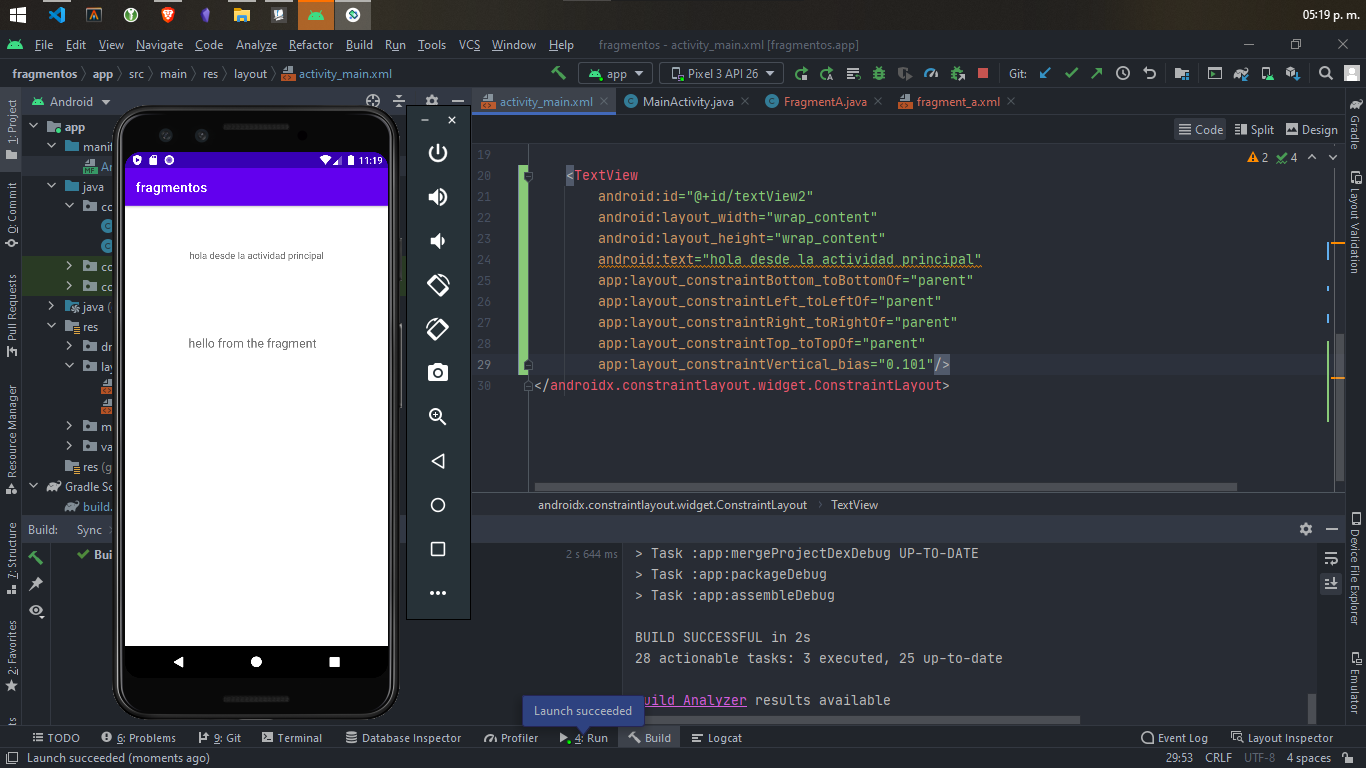 05:19 p. m.
File Edit View Navigate Code Analyze Refactor Build Run Tools VCS Window Help fragmentos - activity_main.xml [fragmentos.app]
fragmentos app src main res layout activity_main.xml app Pixel 3 API 26 Git:
Android
activity_main.xml MainActivity.java FragmentA.java fragment_a.xml
Code Split Design
1: Project
Q: Commit
Pull Requests
Resource Manager
7: Structure
2: Favorites
app
manif
An
java
co
co
co
java (
res
dr
lay
m
va
res (g
Gradle Sc
build.
11:19
fragmentos
hola desde la actividad principal
hello from the fragment
2 4
19
20 <TextView
21 android:id="@+id/textView2"
22 android:layout_width="wrap_content"
23 android:layout_height="wrap_content"
24 android:text="hola desde la actividad principal"
25 app:layout_constraintBottom_toBottomOf="parent"
26 app:layout_constraintLeft_toLeftOf="parent"
27 app:layout_constraintRight_toRightOf="parent"
28 app:layout_constraintTop_toTopOf="parent"
29 app:layout_constraintVertical_bias="0.101"/>
30 </androidx.constraintlayout.widget.ConstraintLayout>
androidx.constraintlayout.widget.ConstraintLayout TextView
Gradle
Layout Validation
Device File Explorer
Emulator
Build: Sync
Bui
2 s 644 ms
> Task :app:mergeProjectDexDebug UP-TO-DATE
> Task :app:packageDebug
> Task :app:assembleDebug
BUILD SUCCESSFUL in 2s
28 actionable tasks: 3 executed, 25 up-to-date
uild Analyzer results available
Launch succeeded
TODO 6: Problems 9: Git Terminal Database Inspector Profiler 4: Run Build Logcat Event Log Layout Inspector
Launch succeeded (moments ago) 29:53 CRLF UTF-8 4 spaces